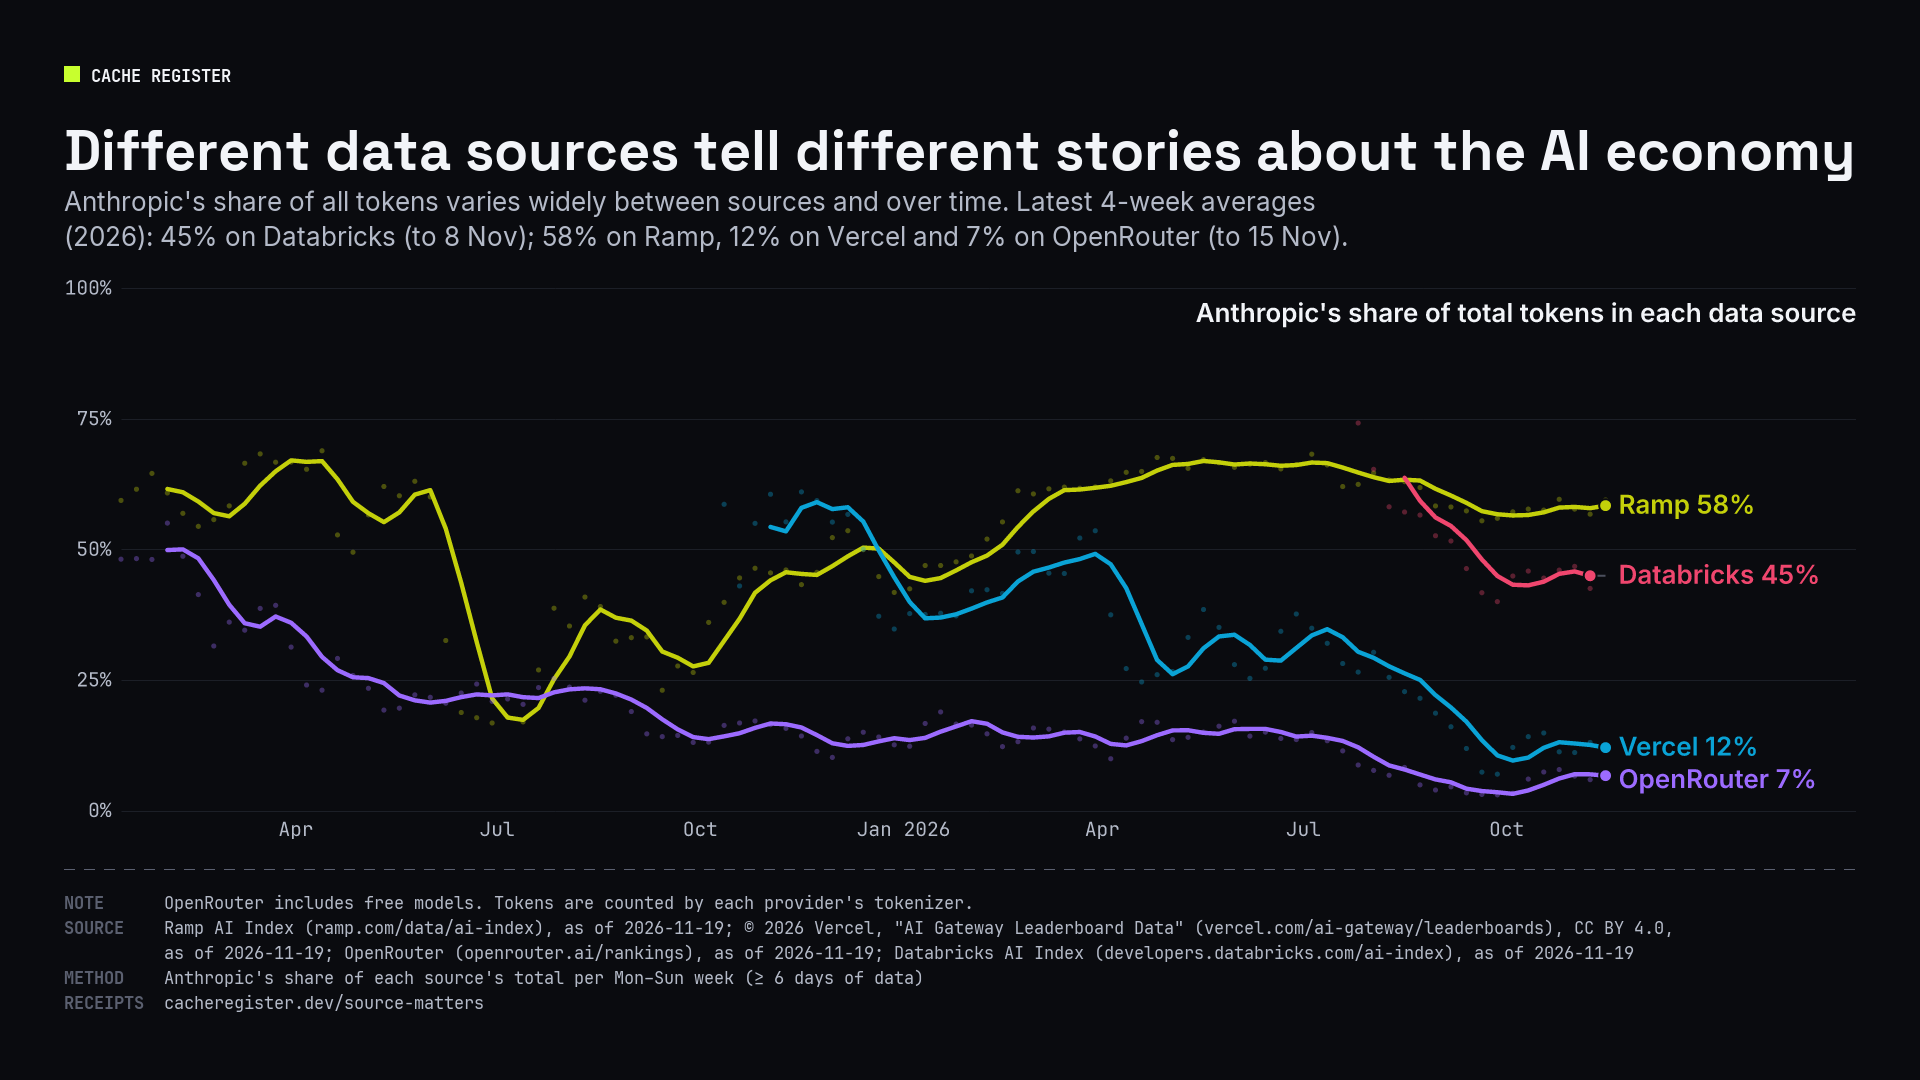 CACHE REGISTER
Different data sources tell different stories about the AI economy
Anthropic's share of all tokens varies widely between sources and over time. Latest 4-week averages
(2026): 45% on Databricks (to 8 Nov); 58% on Ramp, 12% on Vercel and 7% on OpenRouter (to 15 Nov).
100%
Anthropic's share of total tokens in each data source
75%
Ramp 58%
50%
Databricks 45%
25%
Vercel 12%
OpenRouter 7%
0%
Apr Jul Oct Jan 2026 Apr Jul Oct
NOTE OpenRouter includes free models. Tokens are counted by each provider's tokenizer.
SOURCE Ramp AI Index (ramp.com/data/ai-index), as of 2026-11-19; © 2026 Vercel, "AI Gateway Leaderboard Data" (vercel.com/ai-gateway/leaderboards), CC BY 4.0,
as of 2026-11-19; OpenRouter (openrouter.ai/rankings), as of 2026-11-19; Databricks AI Index (developers.databricks.com/ai-index), as of 2026-11-19
METHOD Anthropic's share of each source's total per Mon–Sun week (≥ 6 days of data)
RECEIPTS cacheregister.dev/source-matters